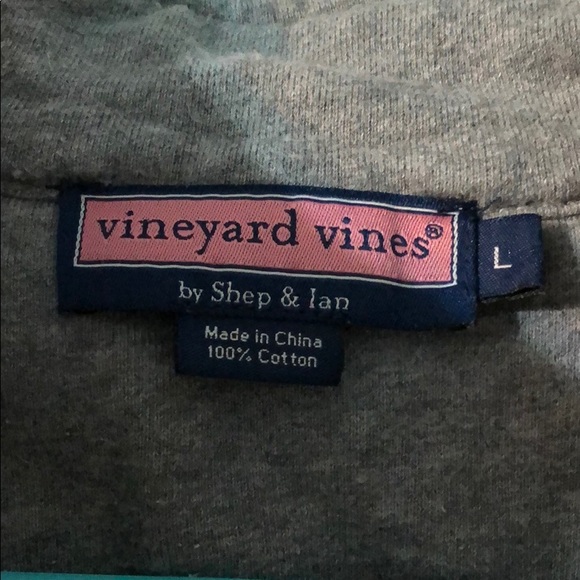 vineyard vines®
L
by Shep & Ian
Made in China
100% Cotton